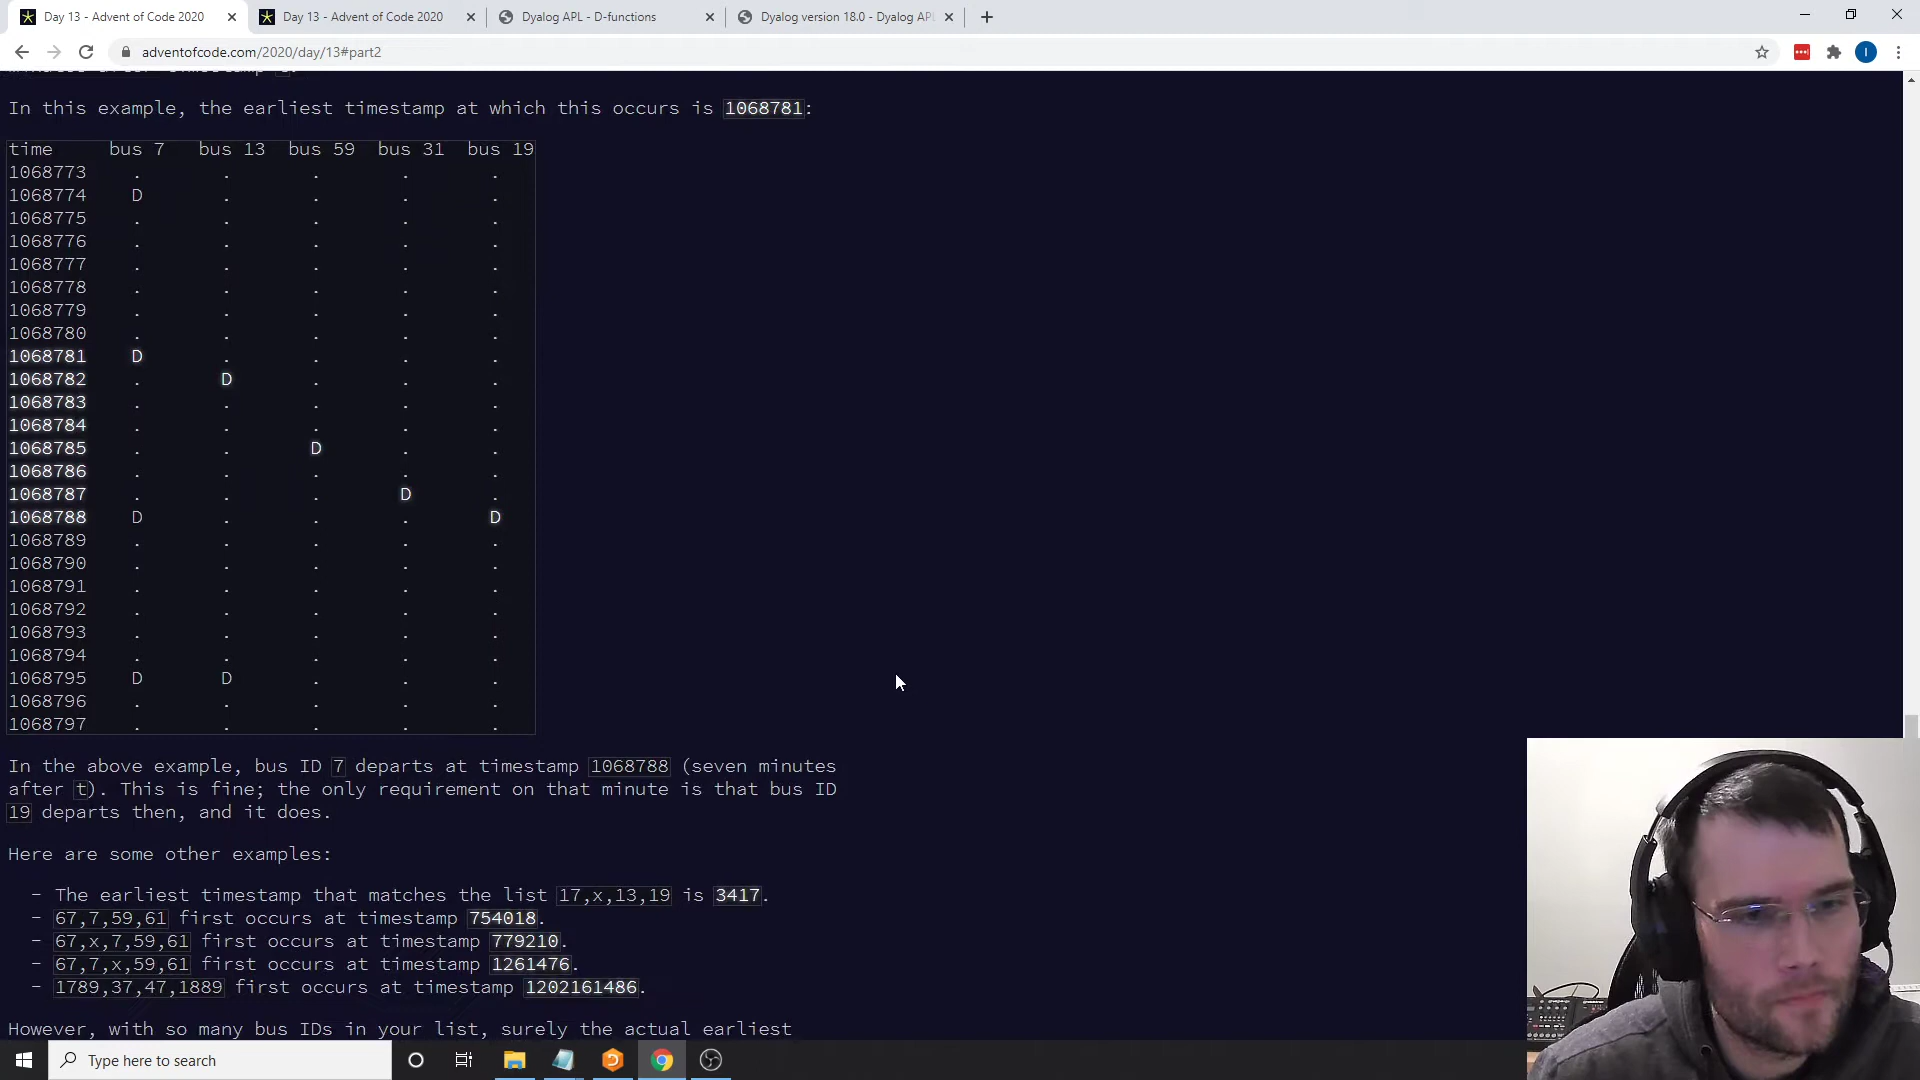 Day 13 - Advent of Code 2020
Day 13 - Advent of Code 2020
Dyalog APL - D-functions
Dyalog version 18.0 - Dyalog APL
adventofcode.com/2020/day/13#part2
In this example, the earliest timestamp at which this occurs is 1068781:
time bus 7 bus 13 bus 59 bus 31 bus 19
1068773 . . . . .
1068774 D . . . .
1068775 . . . . .
1068776 . . . . .
1068777 . . . . .
1068778 . . . . .
1068779 . . . . .
1068780 . . . . .
1068781 D . . . .
1068782 . D . . .
1068783 . . . . .
1068784 . . . . .
1068785 . . D . .
1068786 . . . . .
1068787 . . . D .
1068788 D . . . D
1068789 . . . . .
1068790 . . . . .
1068791 . . . . .
1068792 . . . . .
1068793 . . . . .
1068794 . . . . .
1068795 D D . . .
1068796 . . . . .
1068797 . . . . .
In the above example, bus ID 7 departs at timestamp 1068788 (seven minutes
after t). This is fine; the only requirement on that minute is that bus ID
19 departs then, and it does.
Here are some other examples:
- The earliest timestamp that matches the list 17,x,13,19 is 3417.
- 67,7,59,61 first occurs at timestamp 754018.
- 67,x,7,59,61 first occurs at timestamp 779210.
- 67,7,x,59,61 first occurs at timestamp 1261476.
- 1789,37,47,1889 first occurs at timestamp 1202161486.
However, with so many bus IDs in your list, surely the actual earliest
Type here to search